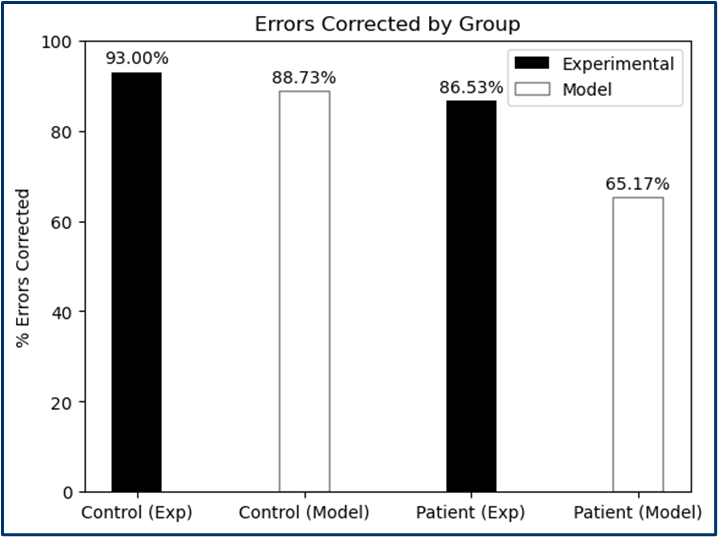 Errors Corrected by Group
% Errors Corrected
100
80
60
40
20
0
93.00%
88.73%
86.53%
65.17%
Experimental
Model
Control (Exp)
Control (Model)
Patient (Exp)
Patient (Model)